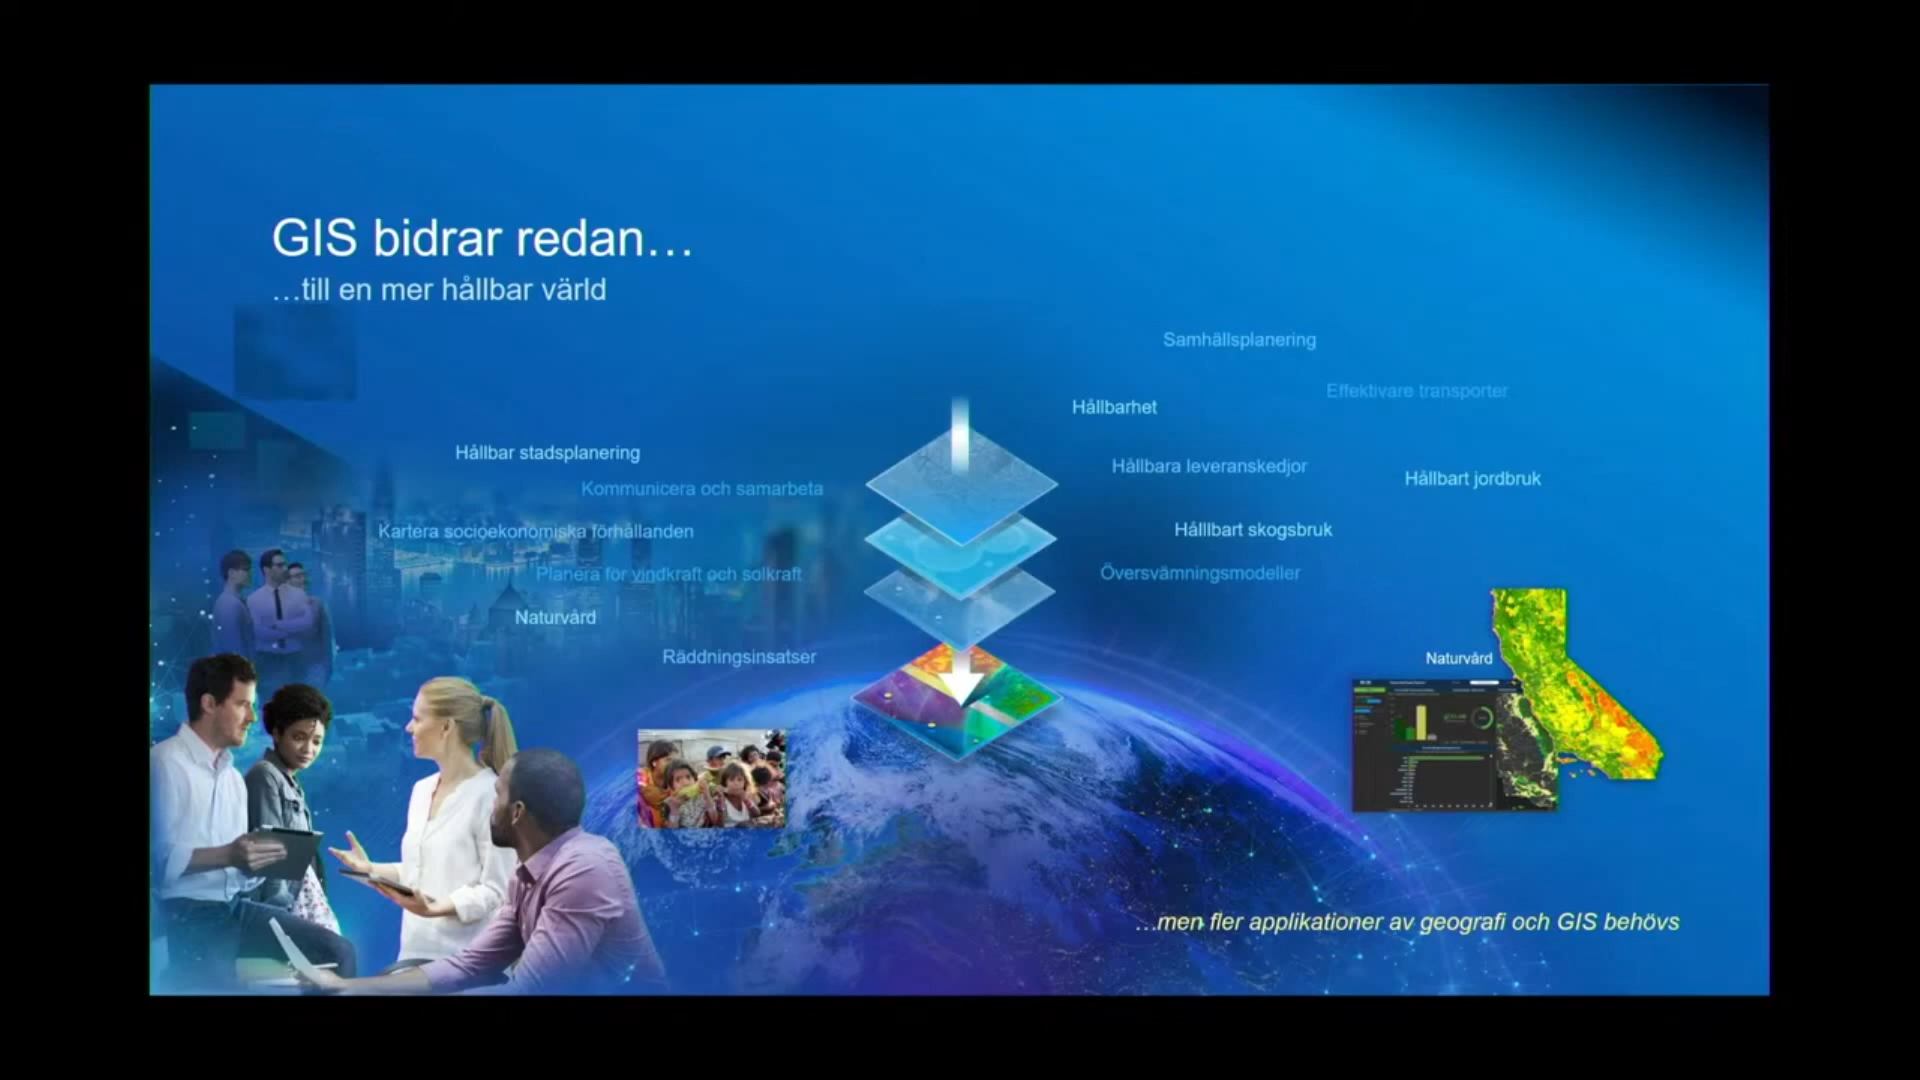 GIS bidrar redan…
…till en mer hållbar värld
Samhällsplanering
Effektivare transporter
Hållbarhet
Hållbar stadsplanering
Hållbara leveranskedjor
Hållbart jordbruk
Kommunicera och samarbeta
Kartera socioekonomiska förhållanden
Hålllbart skogsbruk
Planera för vindkraft och solkraft
Översvämningsmodeller
Naturvård
Räddningsinsatser
Naturvård
…men fler applikationer av geografi och GIS behövs